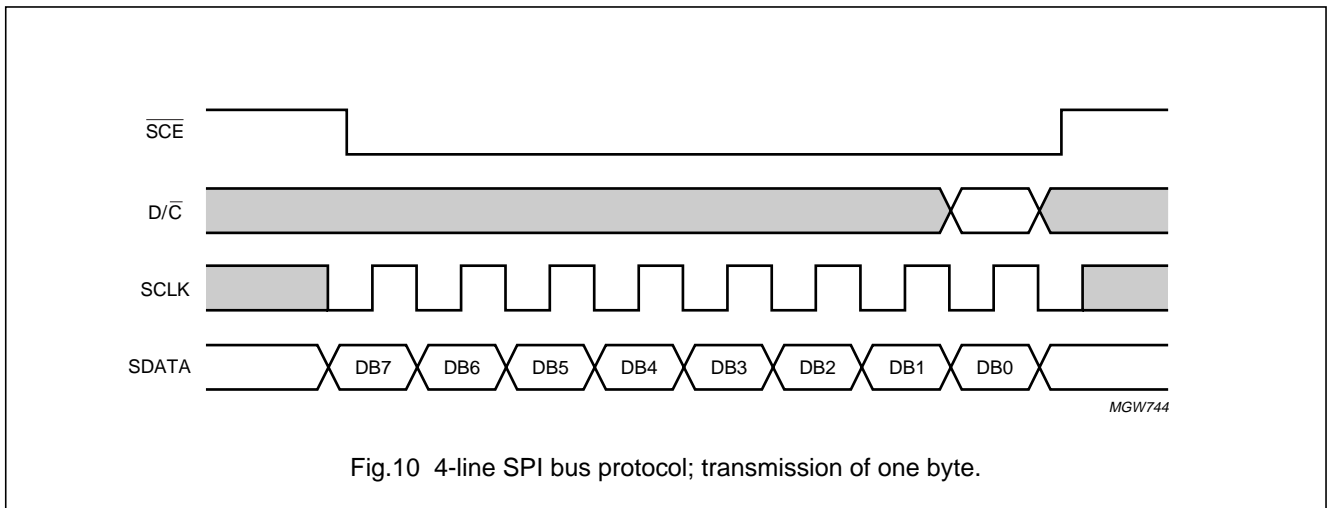 S̅C̅E̅
D/C̅
SCLK
SDATA DB7 DB6 DB5 DB4 DB3 DB2 DB1 DB0
MGW744
Fig.10 4-line SPI bus protocol; transmission of one byte.